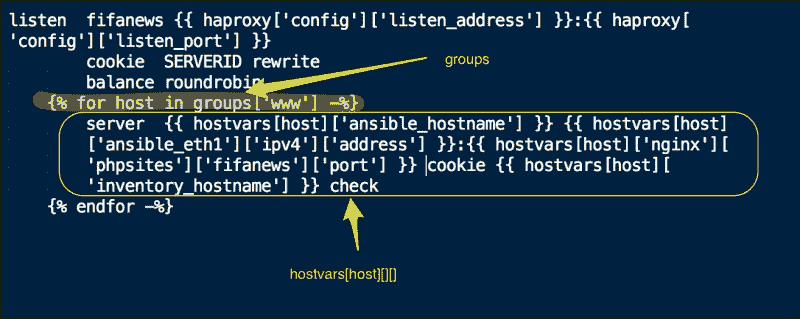 listen  fifanews {{ haproxy['config']['listen_address'] }}:{{ haproxy[
'config']['listen_port'] }}
cookie  SERVERID rewrite
balance roundrobin
groups
{% for host in groups['www'] -%}
server  {{ hostvars[host]['ansible_hostname'] }} {{ hostvars[host]
['ansible_eth1']['ipv4']['address'] }}:{{ hostvars[host]['nginx'][
'phpsites']['fifanews']['port'] }} cookie {{ hostvars[host][
'inventory_hostname'] }} check
{% endfor -%}
hostvars[host][][]